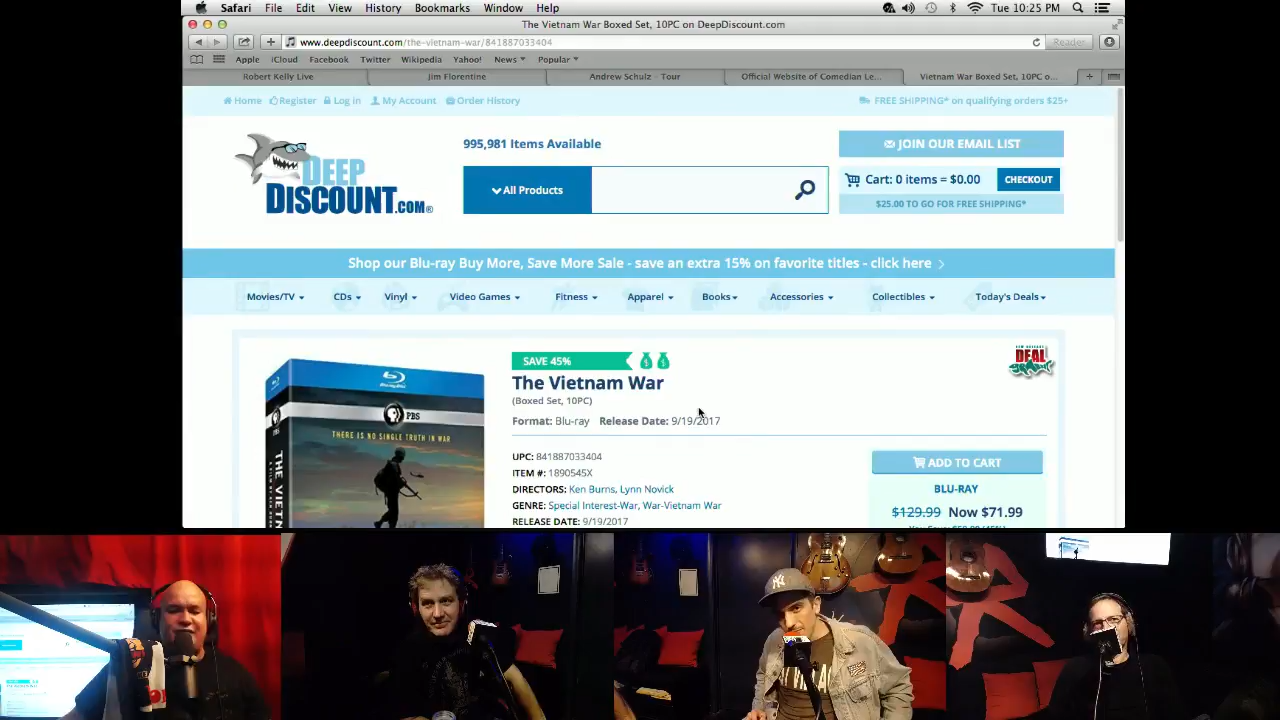 Safari File Edit View History Bookmarks Window Help Tue 10:25 PM
The Vietnam War Boxed Set, 10PC on DeepDiscount.com
www.deepdiscount.com/the-vietnam-war/841887033404 Reader
Apple iCloud Facebook Twitter Wikipedia Yahoo! News Popular
Robert Kelly Live Jim Florentine Andrew Schulz - Tour Official Website of Comedian Le... Vietnam War Boxed Set, 10PC o...
Home Register Log in My Account Order History FREE SHIPPING* on qualifying orders $25+
995,981 Items Available JOIN OUR EMAIL LIST
DEEP
DISCOUNT.COM®
All Products
Cart: 0 items = $0.00 CHECKOUT
$25.00 TO GO FOR FREE SHIPPING*
Shop our Blu-ray Buy More, Save More Sale - save an extra 15% on favorite titles - click here
Movies/TV CDs Vinyl Video Games Fitness Apparel Books Accessories Collectibles Today's Deals
SAVE 45%
The Vietnam War
(Boxed Set, 10PC)
Format: Blu-ray Release Date: 9/19/2017
DEAL
PBS
THERE IS NO SINGLE TRUTH IN WAR
UPC: 841887033404
ITEM #: 1890545X
DIRECTORS: Ken Burns, Lynn Novick
GENRE: Special Interest-War, War-Vietnam War
RELEASE DATE: 9/19/2017
ADD TO CART
BLU-RAY
$129.99 Now $71.99
THE VIETN